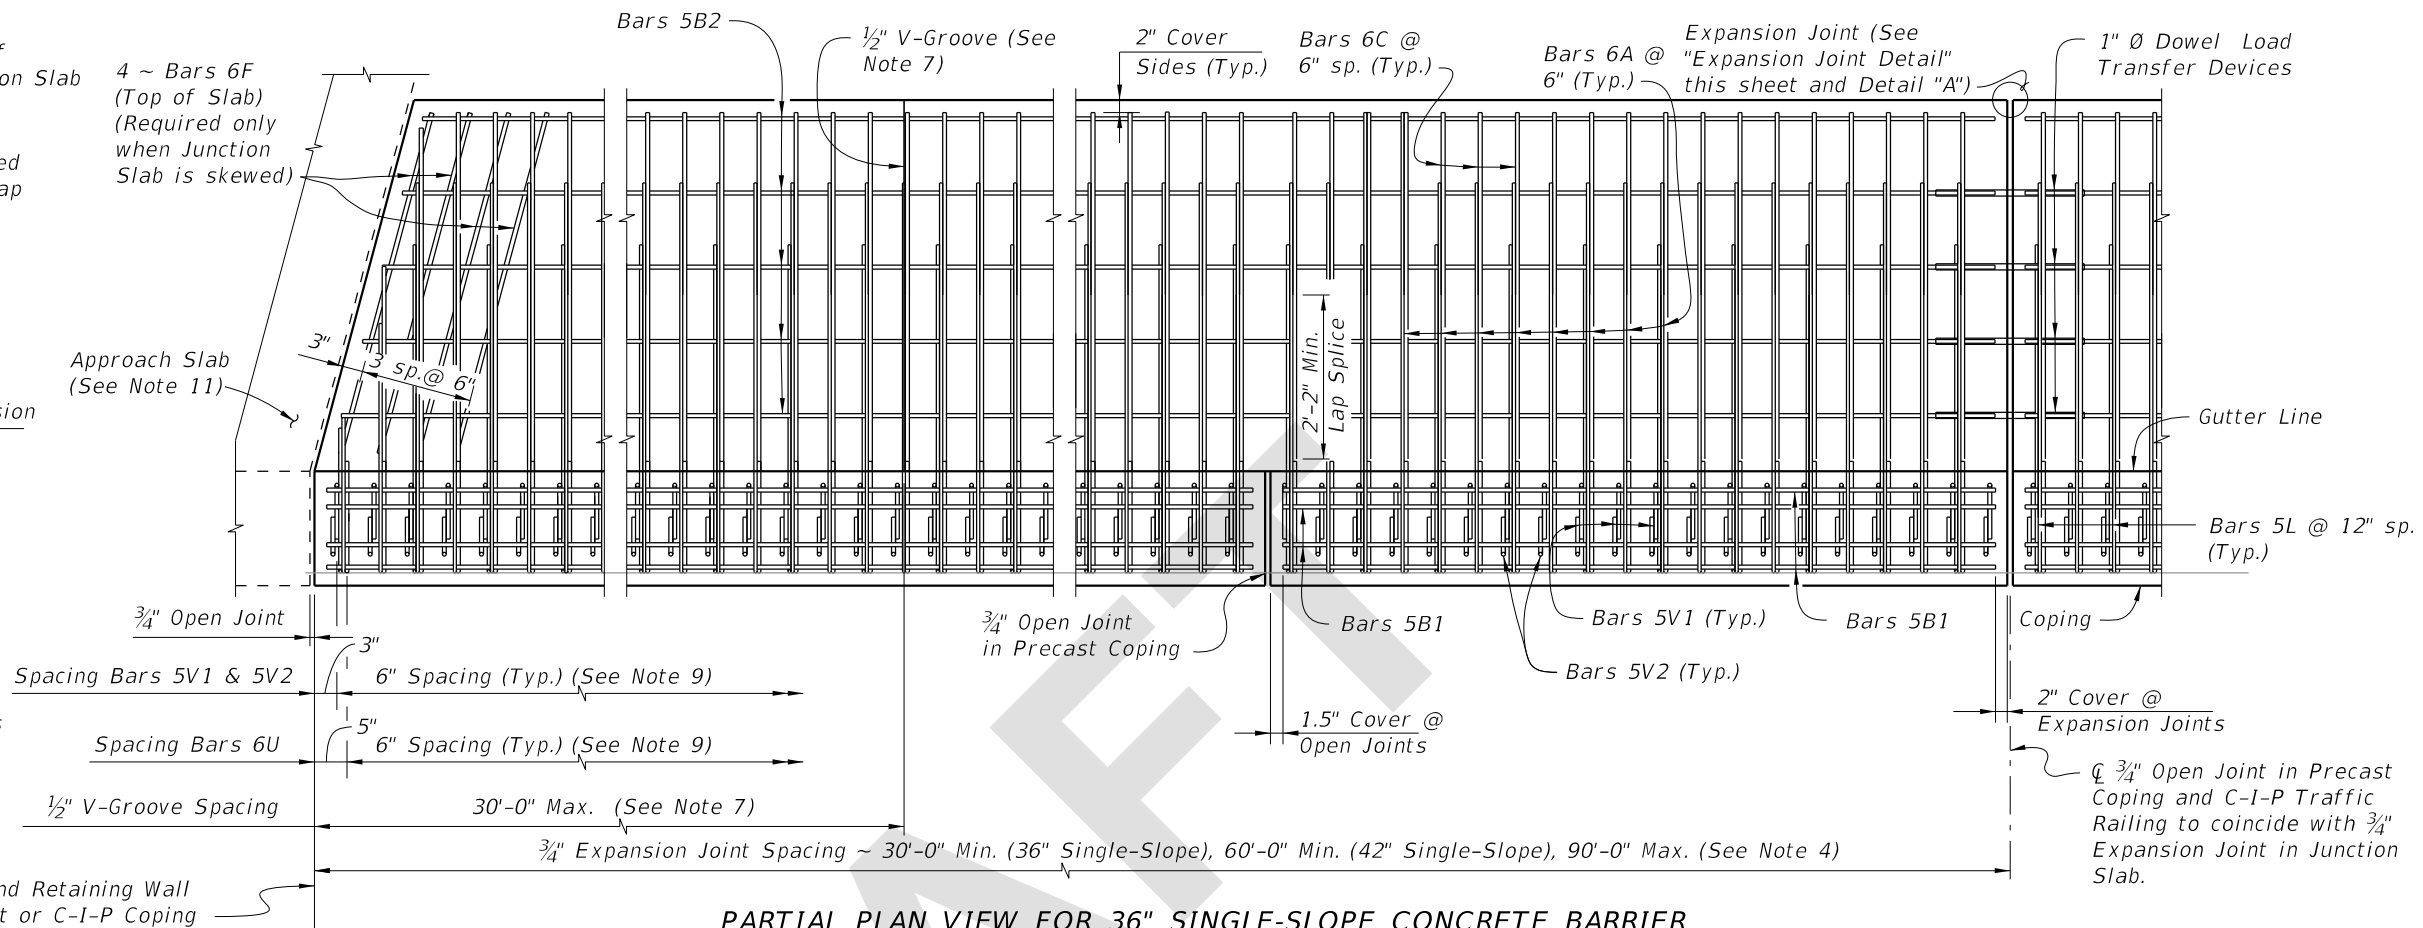 Bars 5B2
½" V-Groove (See
Note 7)
2" Cover
Sides (Typ.)
Bars 6C @
6" sp. (Typ.)
Bars 6A @
6" (Typ.)
Expansion Joint (See
"Expansion Joint Detail"
this sheet and Detail "A")
1" Ø Dowel Load
Transfer Devices
on Slab
4 ~ Bars 6F
(Top of Slab)
(Required only
when Junction
Slab is skewed)
ed
ap
3"
3 sp.@ 6"
Approach Slab
(See Note 11)
sion
2'-2" Min.
Lap Splice
Gutter Line
Bars 5L @ 12" sp.
(Typ.)
¾" Open Joint
¾" Open Joint
in Precast Coping
Bars 5B1
Bars 5V1 (Typ.)
Bars 5B1
Coping
Bars 5V2 (Typ.)
3"
Spacing Bars 5V1 & 5V2
6" Spacing (Typ.) (See Note 9)
5"
Spacing Bars 6U
6" Spacing (Typ.) (See Note 9)
1.5" Cover @
Open Joints
2" Cover @
Expansion Joints
½" V-Groove Spacing
30'-0" Max. (See Note 7)
¾" Expansion Joint Spacing ~ 30'-0" Min. (36" Single-Slope), 60'-0" Min. (42" Single-Slope), 90'-0" Max. (See Note 4)
℄ ¾" Open Joint in Precast
Coping and C-I-P Traffic
Railing to coincide with ¾"
Expansion Joint in Junction
Slab.
nd Retaining Wall
t or C-I-P Coping
PARTIAL PLAN VIEW FOR 36" SINGLE-SLOPE CONCRETE BARRIER
AFT